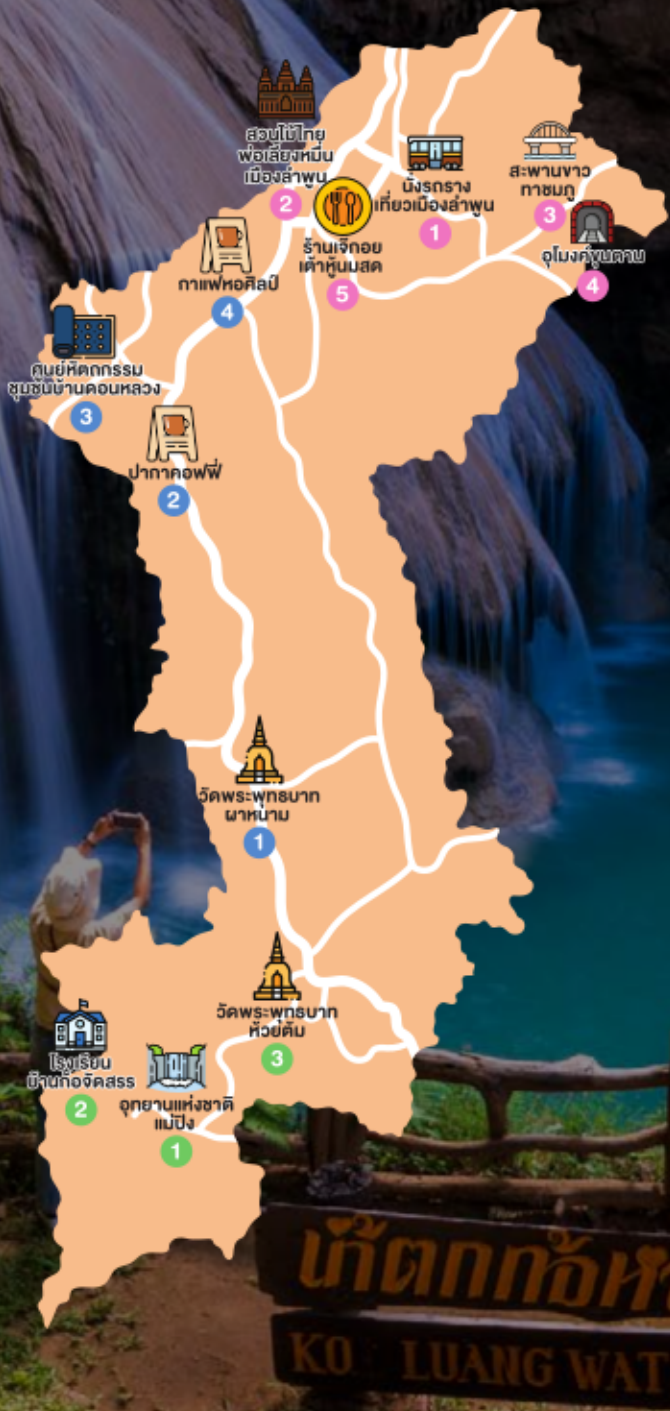 สวนไม้ไทย
พ่อเลี้ยงหมื่น
เมืองลำพูน
2
นั่งรถราง
เที่ยวเมืองลำพูน
1
สะพานขาว
ทาชมภู
3
อุโมงค์ขุนตาน
4
ร้านเจ๊กอย
เต้าหู้นมสด
5
กาแฟหอศิลป์
4
ศูนย์หัตถกรรม
ชุมชนบ้านดอนหลวง
3
ปากาคอฟฟี่
2
วัดพระพุทธบาท
ผาหนาม
1
วัดพระพุทธบาท
ห้วยต้ม
3
โรงเรียน
บ้านก้อจัดสรร
2
อุทยานแห่งชาติ
แม่ปิง
1
น้ำตกก้อห
KO LUANG WAT